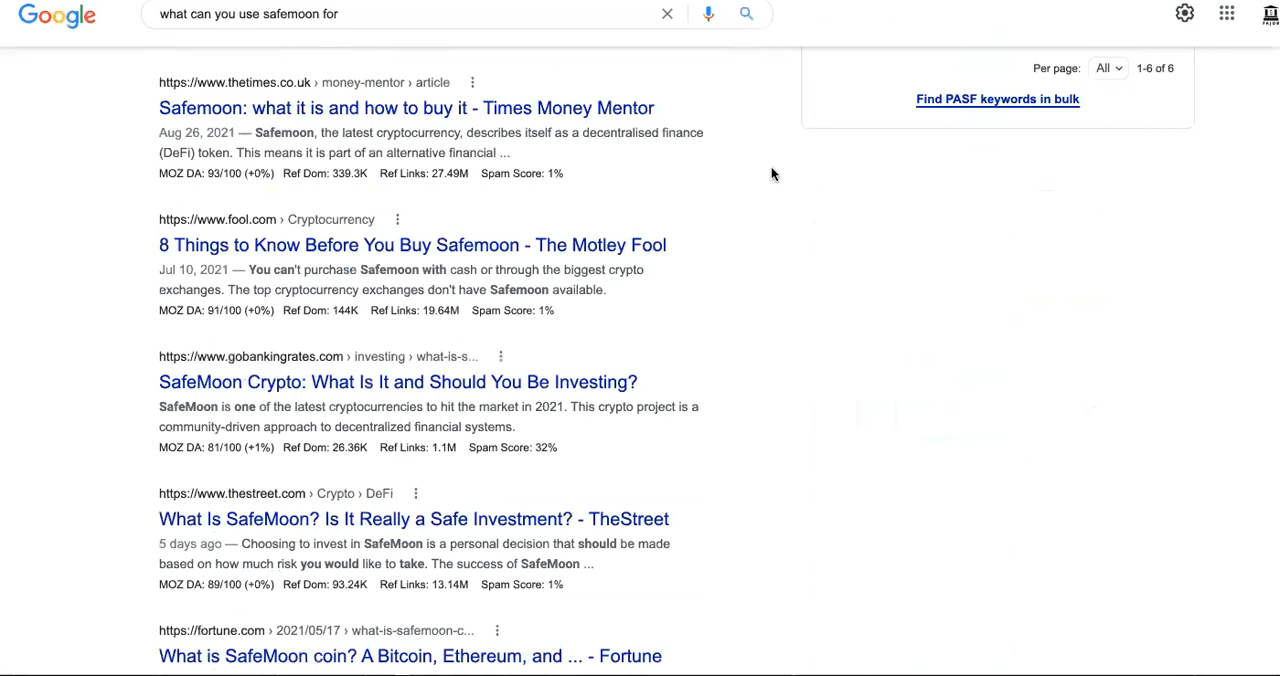 Google
what can you use safemoon for
Per page: All 1-6 of 6
Find PASF keywords in bulk
https://www.thetimes.co.uk › money-mentor › article
Safemoon: what it is and how to buy it - Times Money Mentor
Aug 26, 2021 — Safemoon, the latest cryptocurrency, describes itself as a decentralised finance
(DeFi) token. This means it is part of an alternative financial ...
MOZ DA: 93/100 (+0%) Ref Dom: 339.3K Ref Links: 27.49M Spam Score: 1%
https://www.fool.com › Cryptocurrency
8 Things to Know Before You Buy Safemoon - The Motley Fool
Jul 10, 2021 — You can't purchase Safemoon with cash or through the biggest crypto
exchanges. The top cryptocurrency exchanges don't have Safemoon available.
MOZ DA: 91/100 (+0%) Ref Dom: 144K Ref Links: 19.64M Spam Score: 1%
https://www.gobankingrates.com › investing › what-is-s...
SafeMoon Crypto: What Is It and Should You Be Investing?
SafeMoon is one of the latest cryptocurrencies to hit the market in 2021. This crypto project is a
community-driven approach to decentralized financial systems.
MOZ DA: 81/100 (+1%) Ref Dom: 26.36K Ref Links: 1.1M Spam Score: 32%
https://www.thestreet.com › Crypto › DeFi
What Is SafeMoon? Is It Really a Safe Investment? - TheStreet
5 days ago — Choosing to invest in SafeMoon is a personal decision that should be made
based on how much risk you would like to take. The success of SafeMoon ...
MOZ DA: 89/100 (+0%) Ref Dom: 93.24K Ref Links: 13.14M Spam Score: 1%
https://fortune.com › 2021/05/17 › what-is-safemoon-c...
What is SafeMoon coin? A Bitcoin, Ethereum, and ... - Fortune